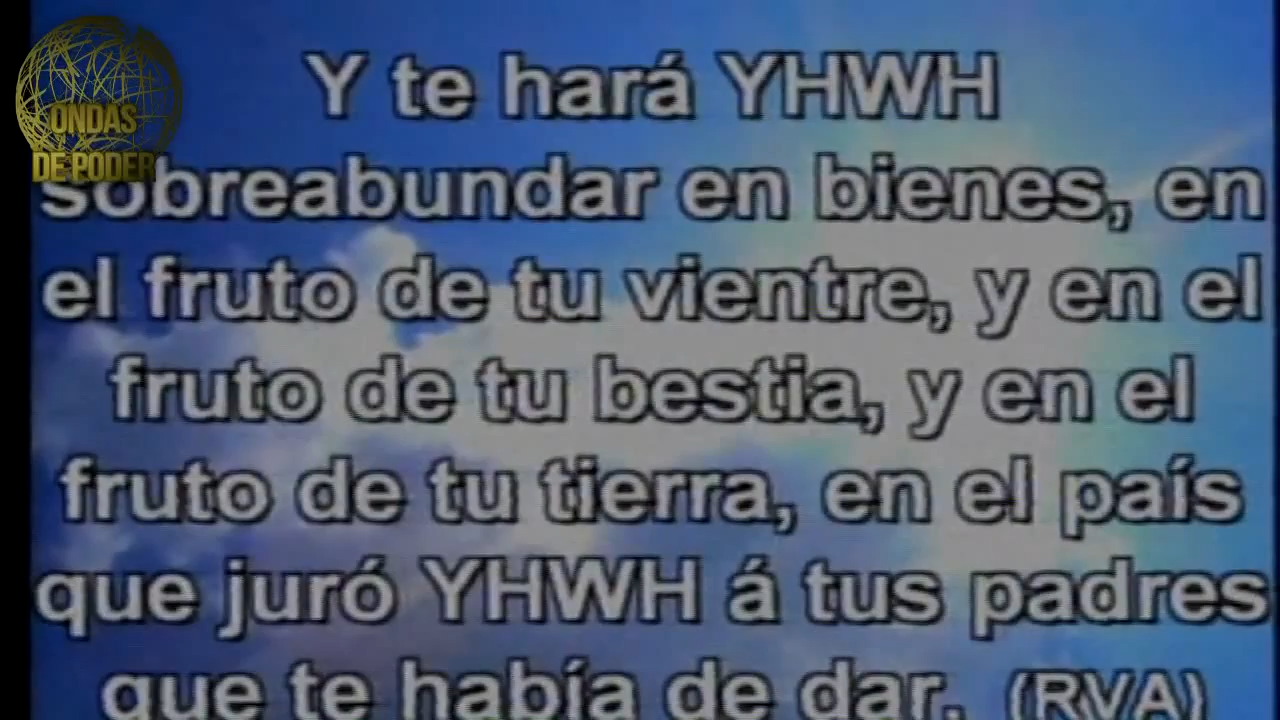 ONDAS
DE PODER
Y te hará YHWH
sobreabundar en bienes, en
el fruto de tu vientre, y en el
fruto de tu bestia, y en el
fruto de tu tierra, en el país
que juró YHWH á tus padres
que te había de dar. (RVA)